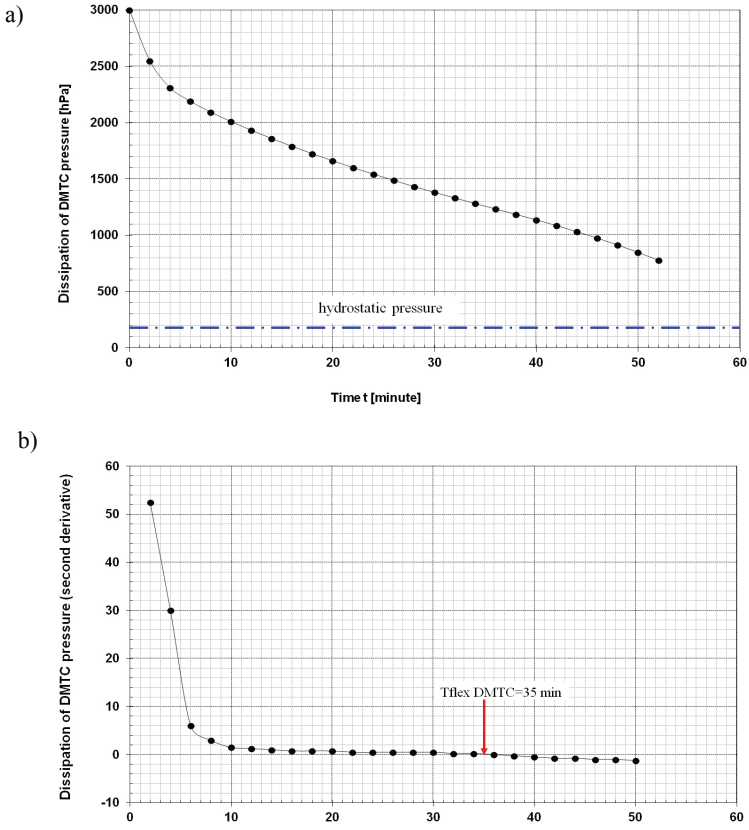 a)
Dissipation of DMTC pressure [hPa]
3000
2500
2000
1500
1000
500
0
hydrostatic pressure
0 10 20 30 40 50 60
Time t [minute]
b)
Dissipation of DMTC pressure (second derivative)
60
50
40
30
20
10
0
-10
Tflex DMTC=35 min
0 10 20 30 40 50 60